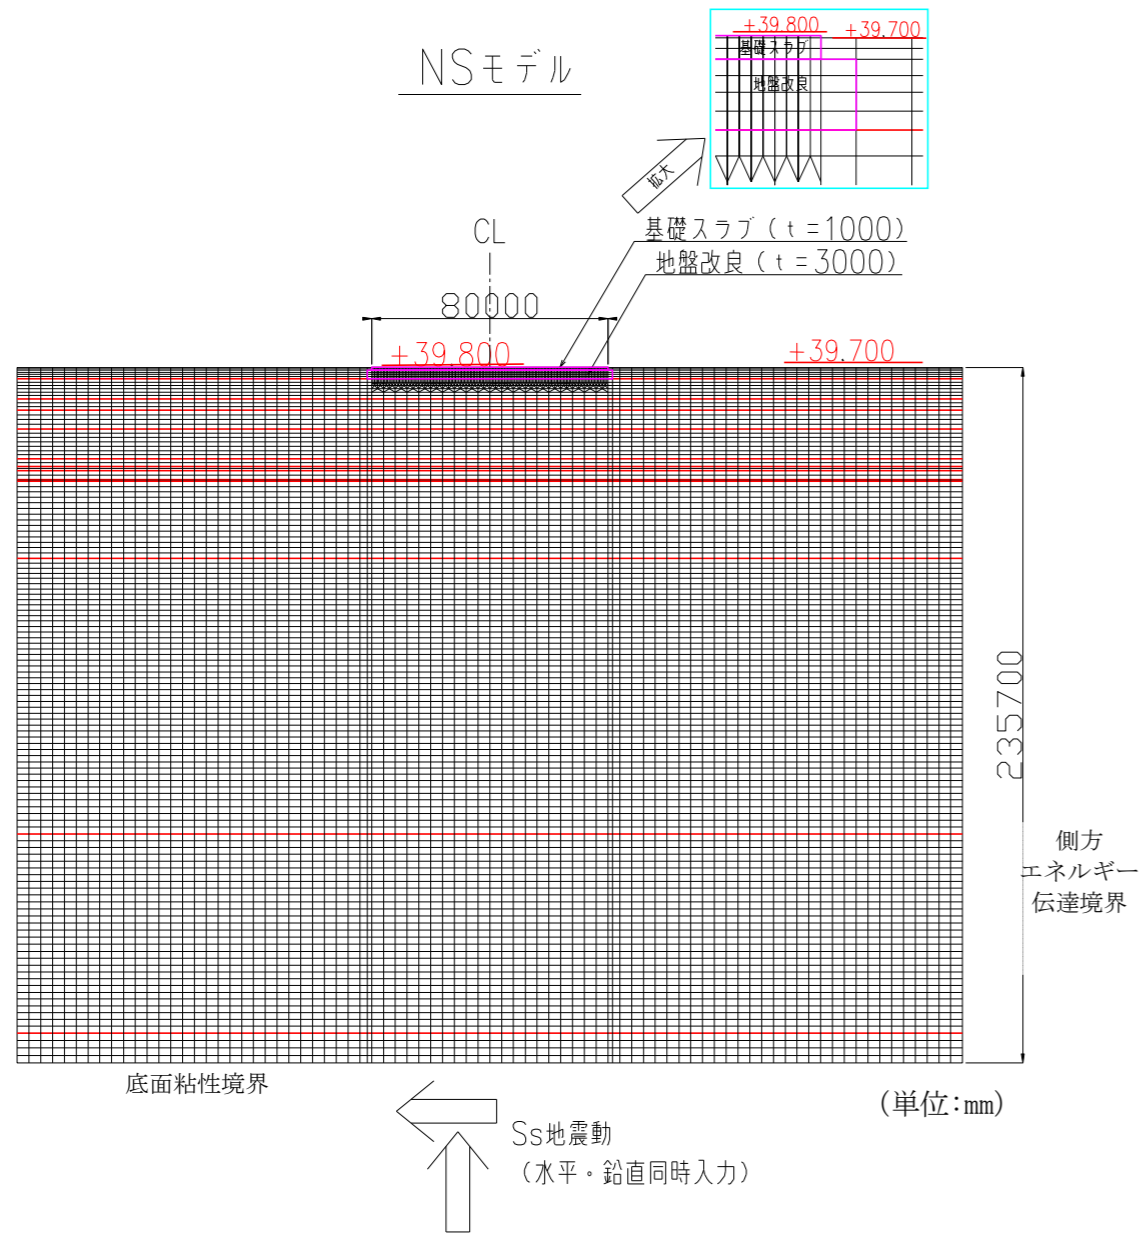 NSモデル
+39.800
+39.700
基礎スラブ
地盤改良
拡大
基礎スラブ(t=1000)
地盤改良(t=3000)
CL
80000
+39.800
+39.700
235700
側方
エネルギー
伝達境界
底面粘性境界
(単位:mm)
Ss地震動
(水平・鉛直同時入力)